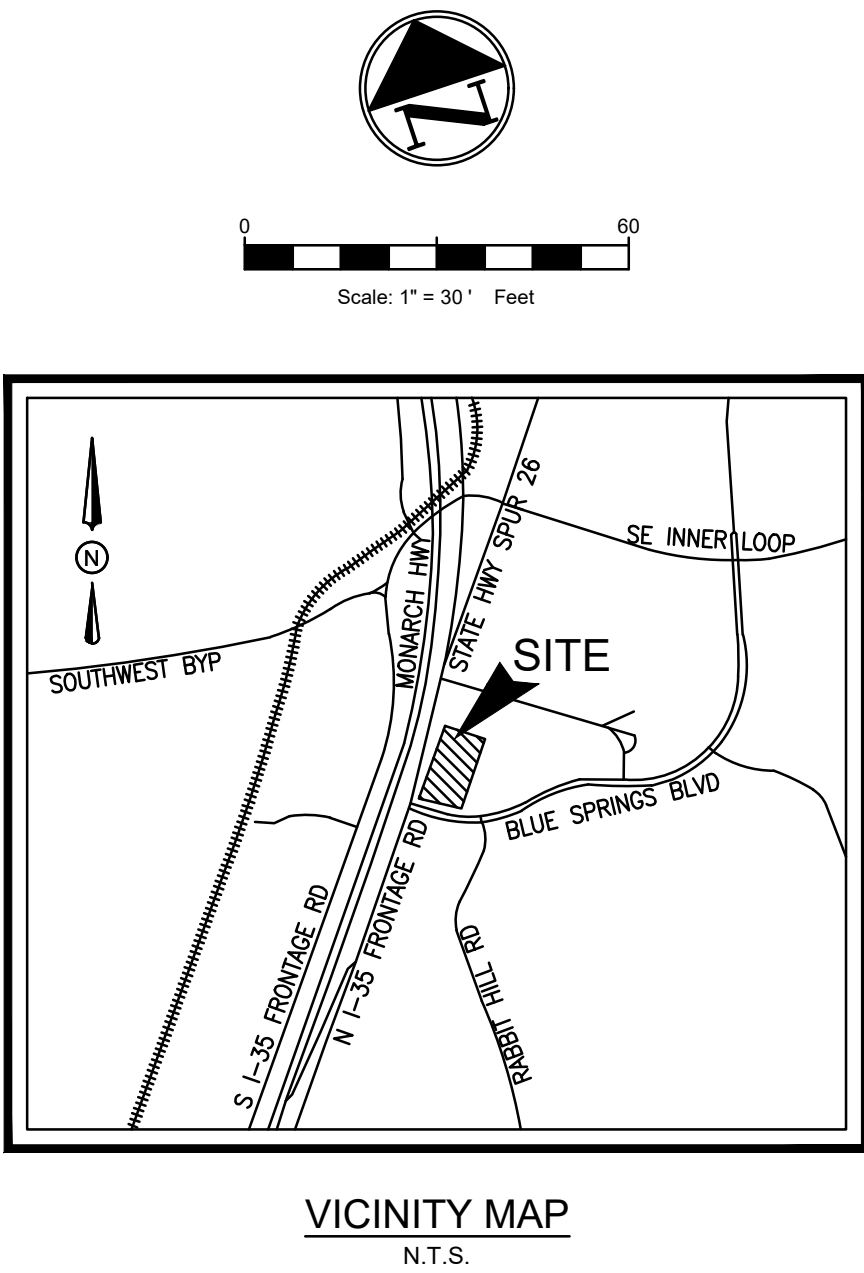 N
0 60
Scale: 1" = 30 ' Feet
STATE HWY SPUR 26
SE INNER LOOP
N
MONARCH HWY
SOUTHWEST BYP
SITE
BLUE SPRINGS BLVD
S I-35 FRONTAGE RD
N I-35 FRONTAGE RD
RABBIT HILL RD
VICINITY MAP
N.T.S.